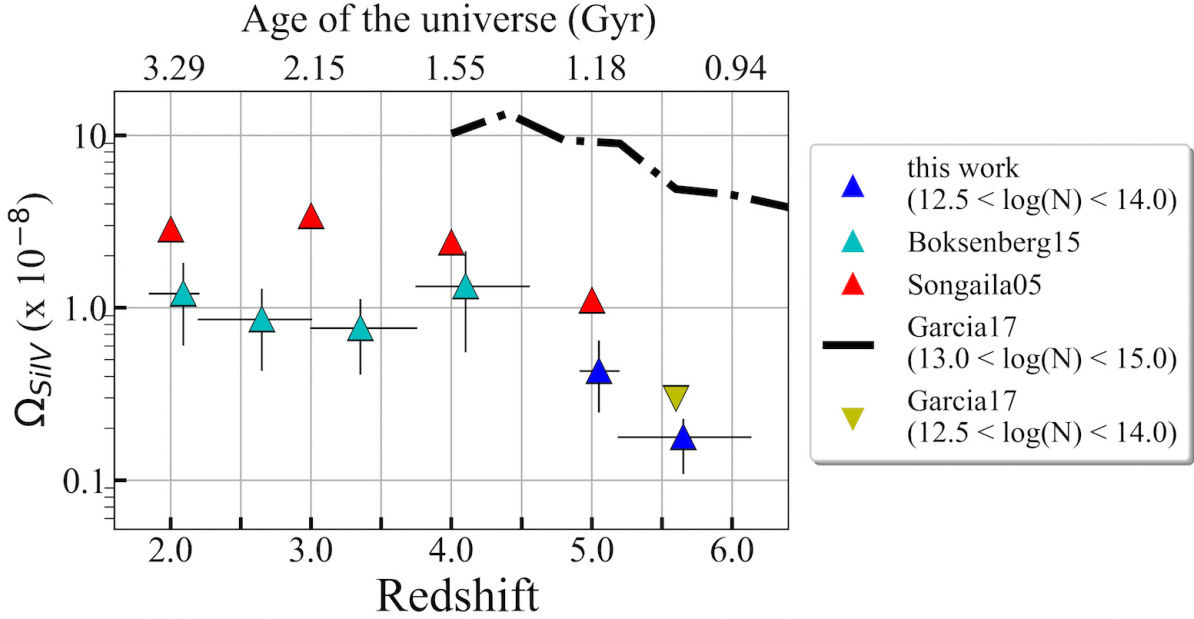 Age of the universe (Gyr)
3.29 2.15 1.55 1.18 0.94
10
1.0
0.1
Ω_SiIV (x 10⁻⁸)
2.0 3.0 4.0 5.0 6.0
Redshift
this work
(12.5 < log(N) < 14.0)
Boksenberg15
Songaila05
Garcia17
(13.0 < log(N) < 15.0)
Garcia17
(12.5 < log(N) < 14.0)